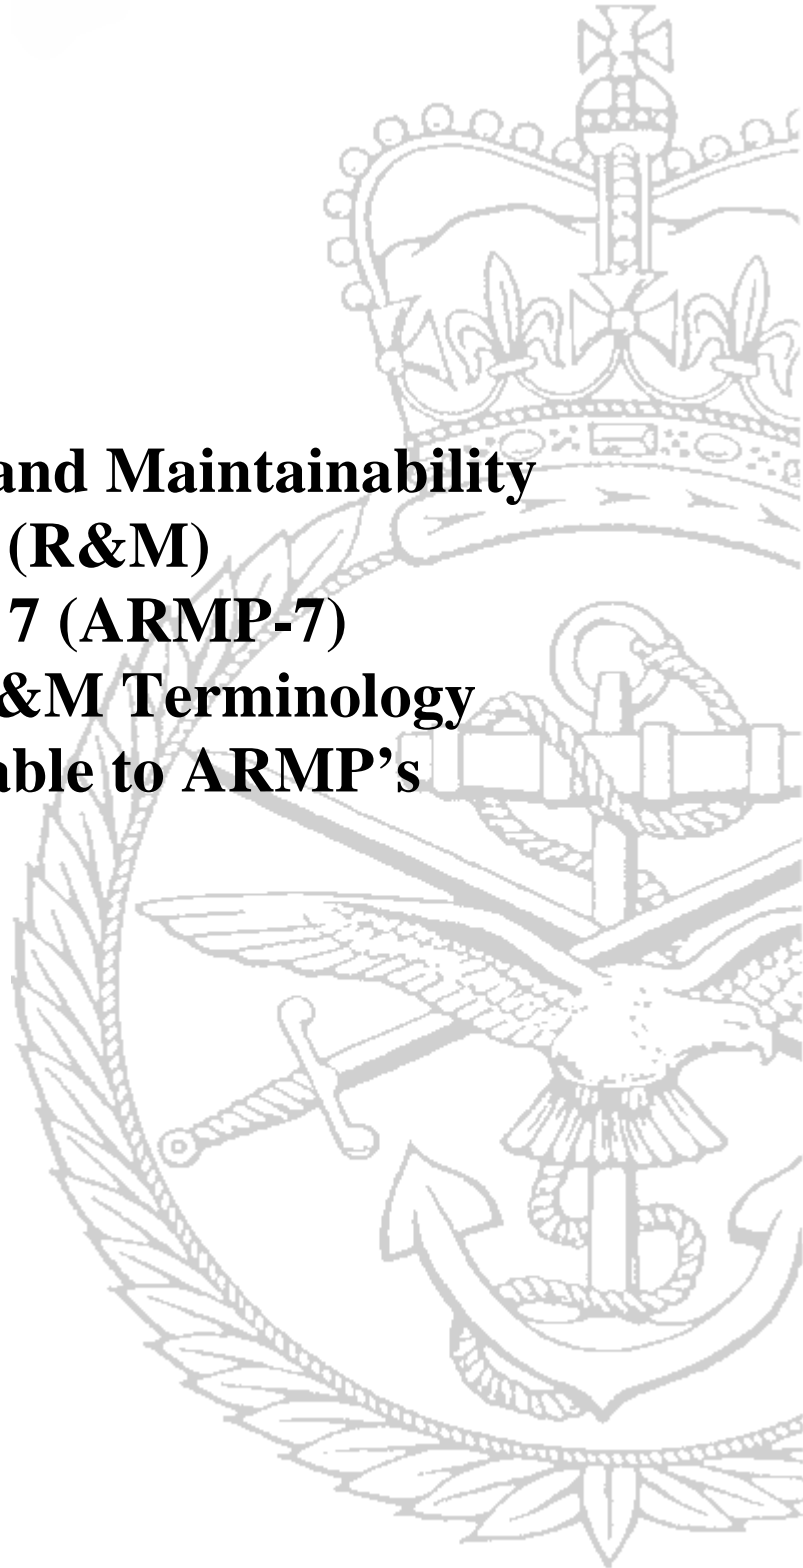 and Maintainability
(R&M)
7 (ARMP-7)
&M Terminology
able to ARMP’s